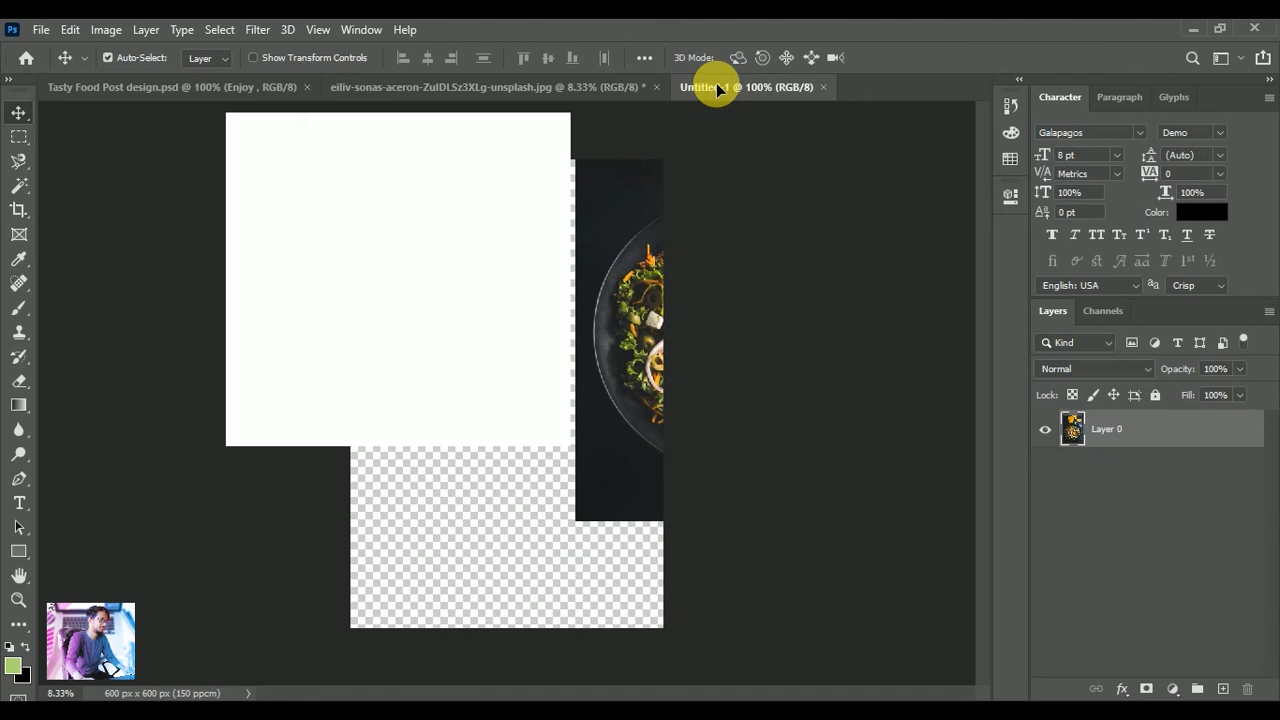 Ps File Edit Image Layer Type Select Filter 3D View Window Help
Auto-Select: Layer Show Transform Controls ••• 3D Mode:
Tasty Food Post design.psd @ 100% (Enjoy , RGB/8) × eiliv-sonas-aceron-ZuIDLSz3XLg-unsplash.jpg @ 8.33% (RGB/8) * × @ 100% (RGB/8) ×
Character Paragraph Glyphs
Galapagos Demo
8 pt (Auto)
Metrics 0
100% 100%
0 pt Color:
English: USA Crisp
Layers Channels
Kind
Normal Opacity: 100%
Lock: Fill: 100%
Layer 0
8.33% 600 px x 600 px (150 ppcm)